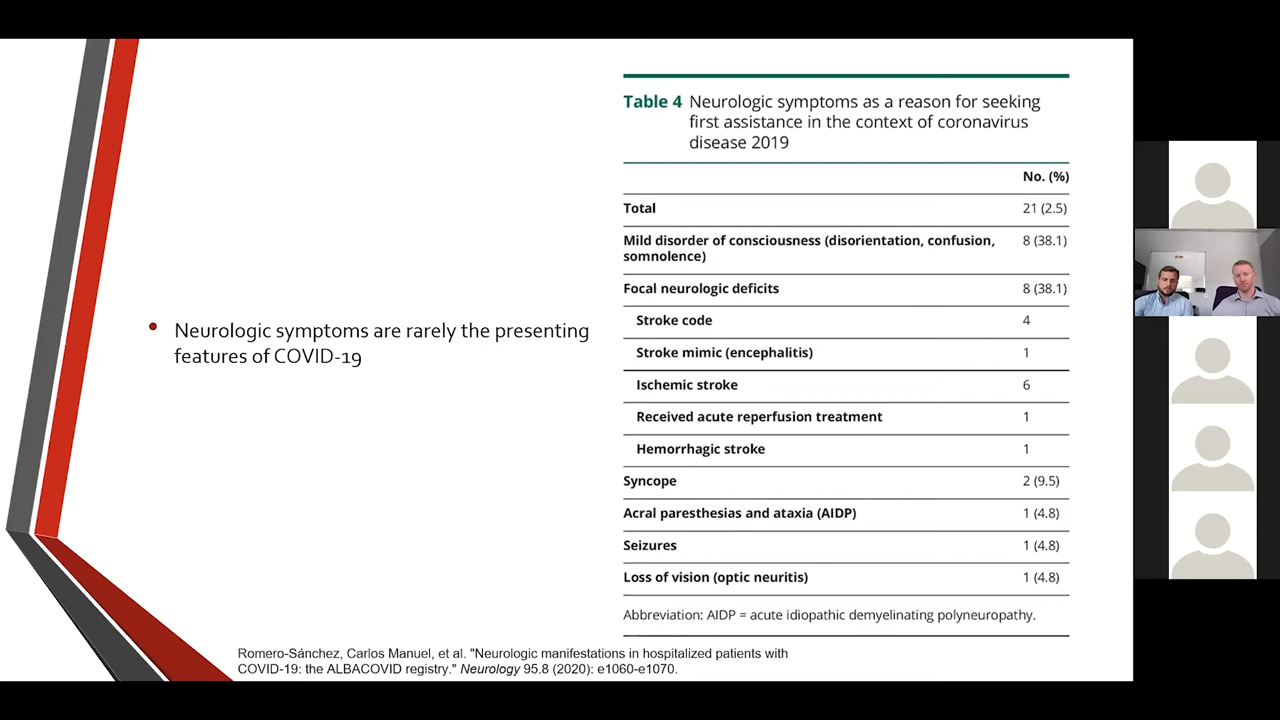 Neurologic symptoms are rarely the presenting
features of COVID-19
Table 4 Neurologic symptoms as a reason for seeking
first assistance in the context of coronavirus
disease 2019
No. (%)
Total 21 (2.5)
Mild disorder of consciousness (disorientation, confusion, 8 (38.1)
somnolence)
Focal neurologic deficits 8 (38.1)
Stroke code 4
Stroke mimic (encephalitis) 1
Ischemic stroke 6
Received acute reperfusion treatment 1
Hemorrhagic stroke 1
Syncope 2 (9.5)
Acral paresthesias and ataxia (AIDP) 1 (4.8)
Seizures 1 (4.8)
Loss of vision (optic neuritis) 1 (4.8)
Abbreviation: AIDP = acute idiopathic demyelinating polyneuropathy.
Romero-Sánchez, Carlos Manuel, et al. "Neurologic manifestations in hospitalized patients with
COVID-19: the ALBACOVID registry." Neurology 95.8 (2020): e1060-e1070.